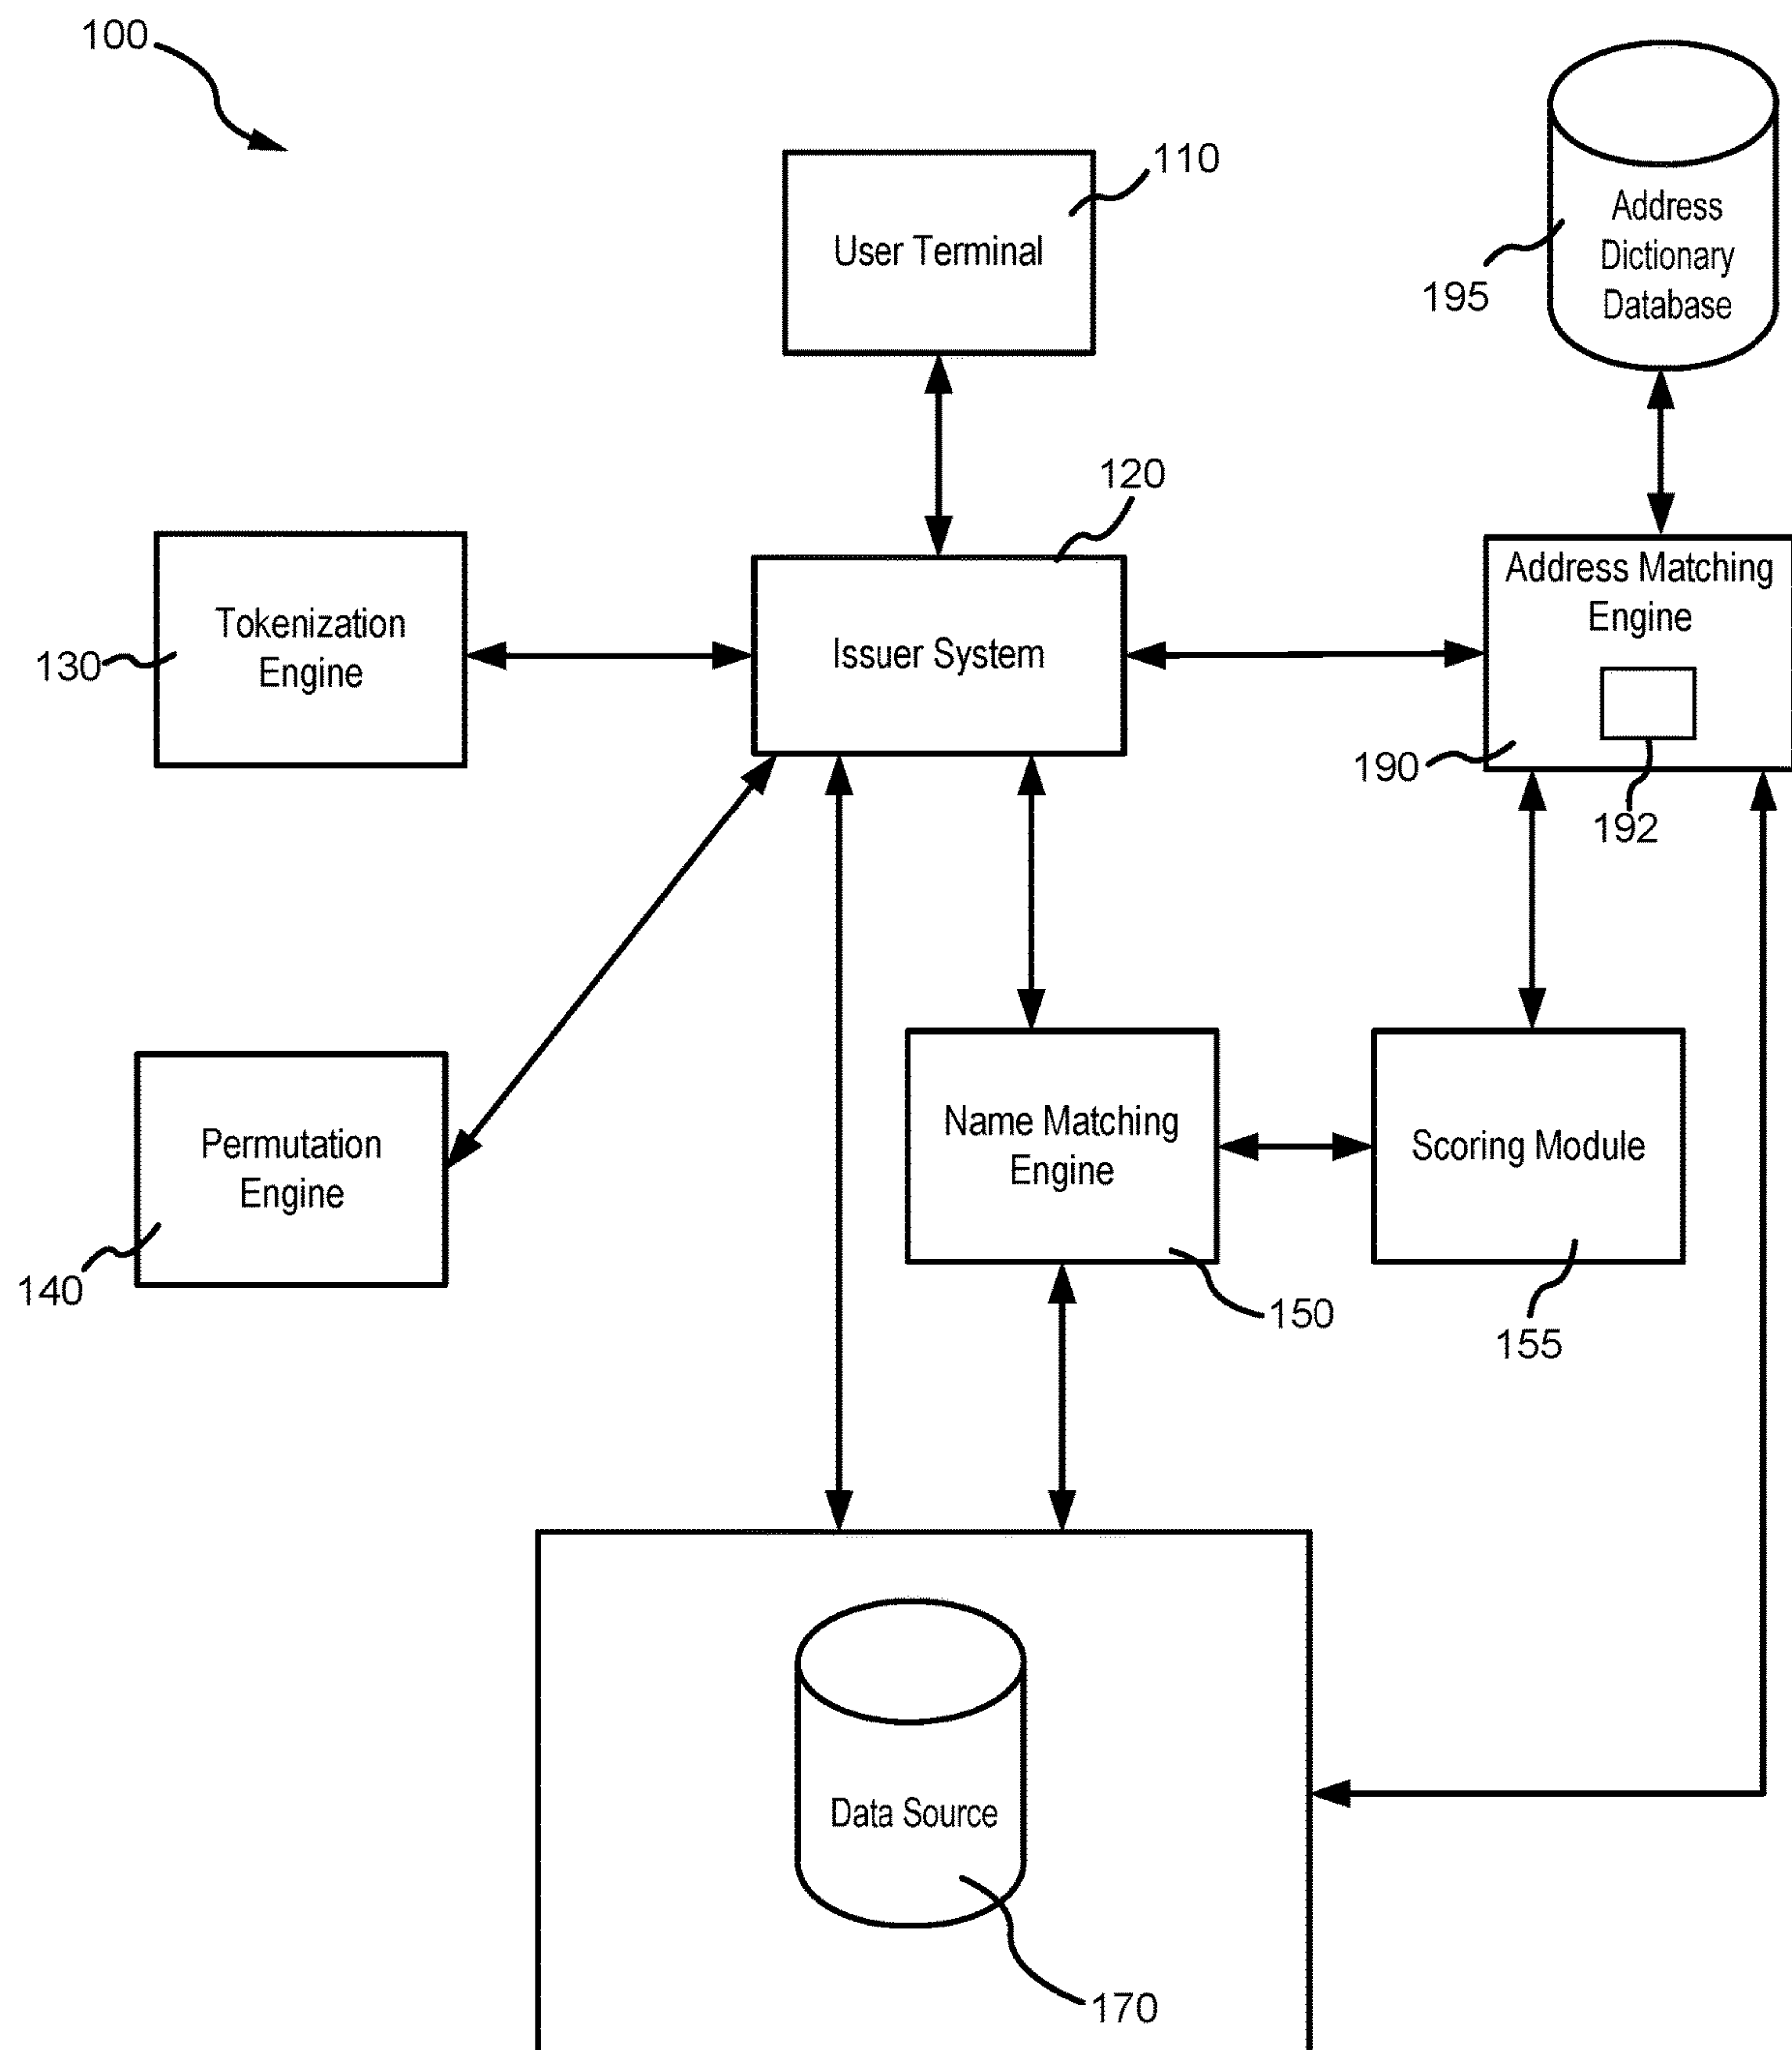 100
110
User Terminal
Address
Dictionary
Database
195
120
Tokenization
Engine
130
Issuer System
Address Matching
Engine
190
192
Permutation
Engine
140
Name Matching
Engine
150
Scoring Module
155
Data Source
170